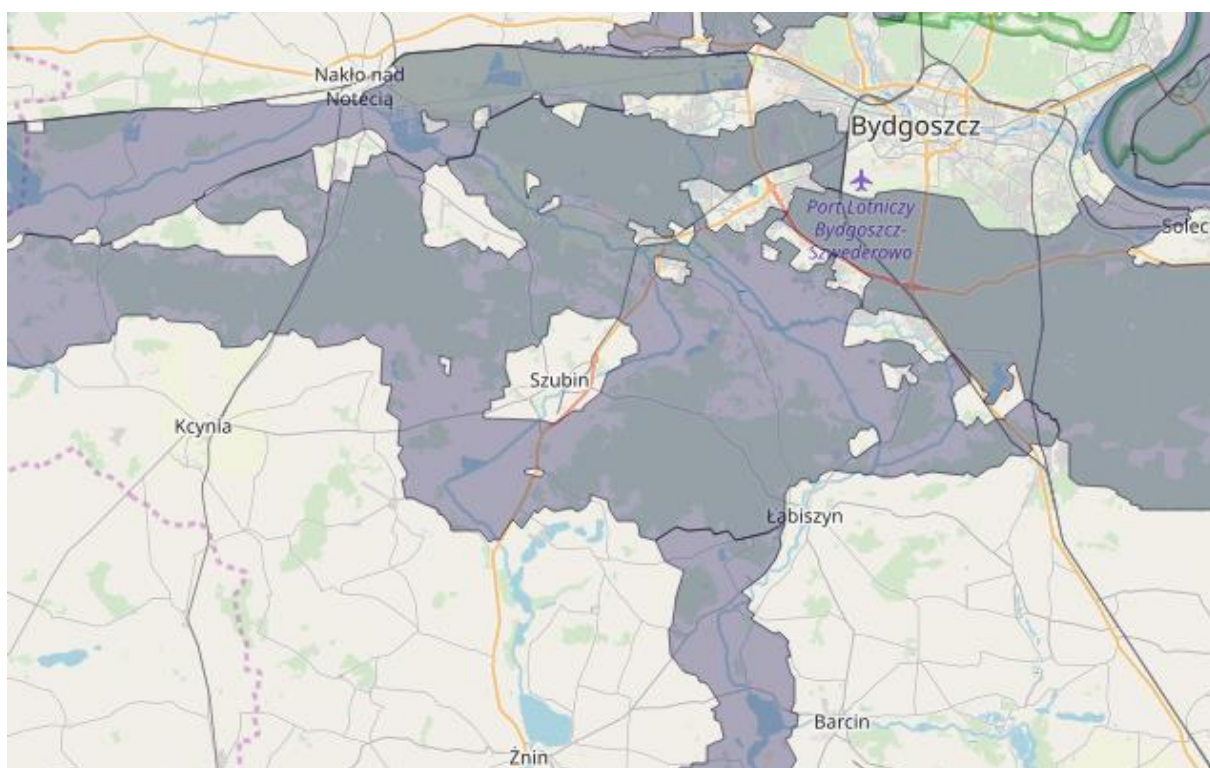 Nakło nad
Notecią
Bydgoszcz
Port Lotniczy
Bydgoszcz-
Szwederowo
Solec
Szubin
Kcynia
Łabiszyn
Barcin
Żnin